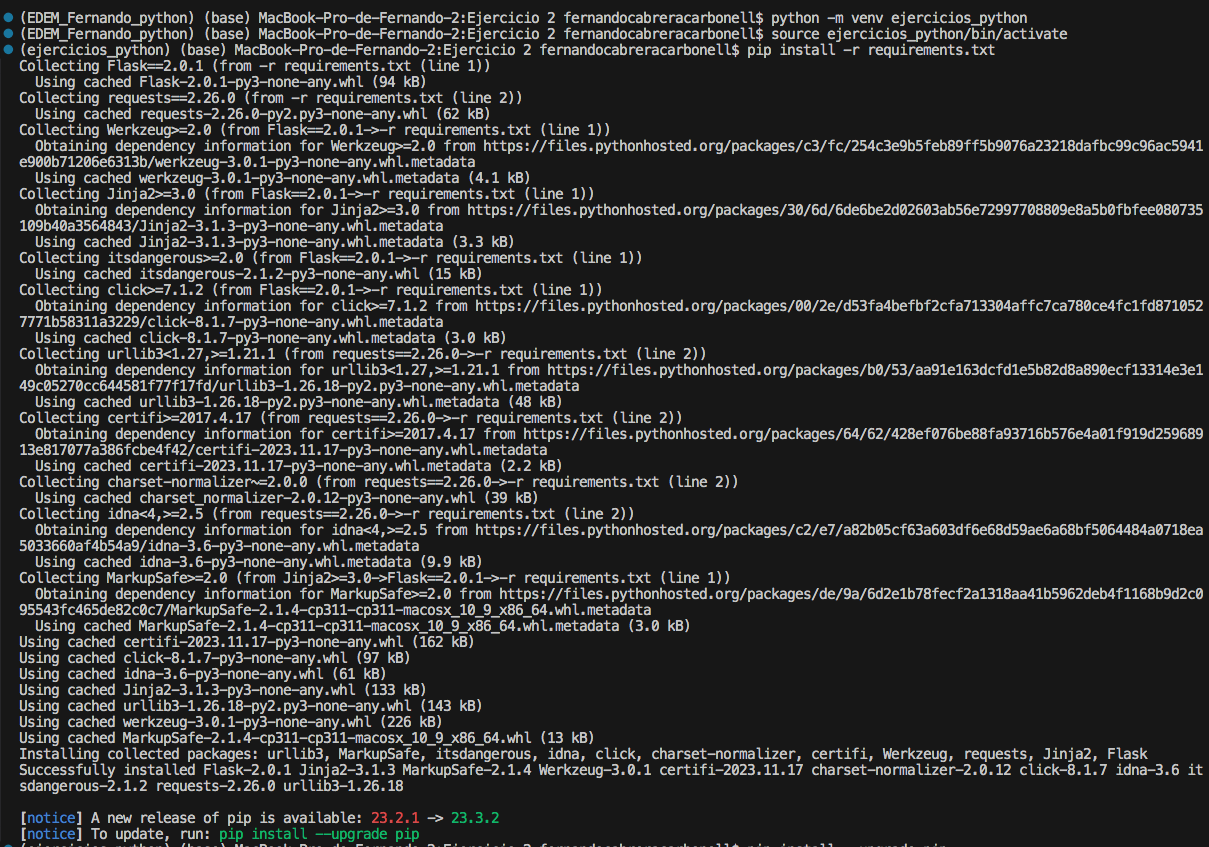 (EDEM_Fernando_python) (base) MacBook-Pro-de-Fernando-2:Ejercicio 2 fernandocabreracarbonell$ python -m venv ejercicios_python
(EDEM_Fernando_python) (base) MacBook-Pro-de-Fernando-2:Ejercicio 2 fernandocabreracarbonell$ source ejercicios_python/bin/activate
(ejercicios_python) (base) MacBook-Pro-de-Fernando-2:Ejercicio 2 fernandocabreracarbonell$ pip install -r requirements.txt
Collecting Flask==2.0.1 (from -r requirements.txt (line 1))
  Using cached Flask-2.0.1-py3-none-any.whl (94 kB)
Collecting requests==2.26.0 (from -r requirements.txt (line 2))
  Using cached requests-2.26.0-py2.py3-none-any.whl (62 kB)
Collecting Werkzeug>=2.0 (from Flask==2.0.1->-r requirements.txt (line 1))
  Obtaining dependency information for Werkzeug>=2.0 from https://files.pythonhosted.org/packages/c3/fc/254c3e9b5feb89ff5b9076a23218dafbc99c96ac5941
e900b71206e6313b/werkzeug-3.0.1-py3-none-any.whl.metadata
  Using cached werkzeug-3.0.1-py3-none-any.whl.metadata (4.1 kB)
Collecting Jinja2>=3.0 (from Flask==2.0.1->-r requirements.txt (line 1))
  Obtaining dependency information for Jinja2>=3.0 from https://files.pythonhosted.org/packages/30/6d/6de6be2d02603ab56e72997708809e8a5b0fbfee080735
109b40a3564843/Jinja2-3.1.3-py3-none-any.whl.metadata
  Using cached Jinja2-3.1.3-py3-none-any.whl.metadata (3.3 kB)
Collecting itsdangerous>=2.0 (from Flask==2.0.1->-r requirements.txt (line 1))
  Using cached itsdangerous-2.1.2-py3-none-any.whl (15 kB)
Collecting click>=7.1.2 (from Flask==2.0.1->-r requirements.txt (line 1))
  Obtaining dependency information for click>=7.1.2 from https://files.pythonhosted.org/packages/00/2e/d53fa4befbf2cfa713304affc7ca780ce4fc1fd871052
7771b58311a3229/click-8.1.7-py3-none-any.whl.metadata
  Using cached click-8.1.7-py3-none-any.whl.metadata (3.0 kB)
Collecting urllib3<1.27,>=1.21.1 (from requests==2.26.0->-r requirements.txt (line 2))
  Obtaining dependency information for urllib3<1.27,>=1.21.1 from https://files.pythonhosted.org/packages/b0/53/aa91e163dcfd1e5b82d8a890ecf13314e3e1
49c05270cc644581f77f17fd/urllib3-1.26.18-py2.py3-none-any.whl.metadata
  Using cached urllib3-1.26.18-py2.py3-none-any.whl.metadata (48 kB)
Collecting certifi>=2017.4.17 (from requests==2.26.0->-r requirements.txt (line 2))
  Obtaining dependency information for certifi>=2017.4.17 from https://files.pythonhosted.org/packages/64/62/428ef076be88fa93716b576e4a01f919d259689
13e817077a386fcbe4f42/certifi-2023.11.17-py3-none-any.whl.metadata
  Using cached certifi-2023.11.17-py3-none-any.whl.metadata (2.2 kB)
Collecting charset-normalizer~=2.0.0 (from requests==2.26.0->-r requirements.txt (line 2))
  Using cached charset_normalizer-2.0.12-py3-none-any.whl (39 kB)
Collecting idna<4,>=2.5 (from requests==2.26.0->-r requirements.txt (line 2))
  Obtaining dependency information for idna<4,>=2.5 from https://files.pythonhosted.org/packages/c2/e7/a82b05cf63a603df6e68d59ae6a68bf5064484a0718ea
5033660af4b54a9/idna-3.6-py3-none-any.whl.metadata
  Using cached idna-3.6-py3-none-any.whl.metadata (9.9 kB)
Collecting MarkupSafe>=2.0 (from Jinja2>=3.0->Flask==2.0.1->-r requirements.txt (line 1))
  Obtaining dependency information for MarkupSafe>=2.0 from https://files.pythonhosted.org/packages/de/9a/6d2e1b78fecf2a1318aa41b5962deb4f1168b9d2c0
95543fc465de82c0c7/MarkupSafe-2.1.4-cp311-cp311-macosx_10_9_x86_64.whl.metadata
  Using cached MarkupSafe-2.1.4-cp311-cp311-macosx_10_9_x86_64.whl.metadata (3.0 kB)
Using cached certifi-2023.11.17-py3-none-any.whl (162 kB)
Using cached click-8.1.7-py3-none-any.whl (97 kB)
Using cached idna-3.6-py3-none-any.whl (61 kB)
Using cached Jinja2-3.1.3-py3-none-any.whl (133 kB)
Using cached urllib3-1.26.18-py2.py3-none-any.whl (143 kB)
Using cached werkzeug-3.0.1-py3-none-any.whl (226 kB)
Using cached MarkupSafe-2.1.4-cp311-cp311-macosx_10_9_x86_64.whl (13 kB)
Installing collected packages: urllib3, MarkupSafe, itsdangerous, idna, click, charset-normalizer, certifi, Werkzeug, requests, Jinja2, Flask
Successfully installed Flask-2.0.1 Jinja2-3.1.3 MarkupSafe-2.1.4 Werkzeug-3.0.1 certifi-2023.11.17 charset-normalizer-2.0.12 click-8.1.7 idna-3.6 it
sdangerous-2.1.2 requests-2.26.0 urllib3-1.26.18
[notice] A new release of pip is available: 23.2.1 -> 23.3.2
[notice] To update, run: pip install --upgrade pip
(ejercicios_python) (base) MacBook-Pro-de-Fernando-2:Ejercicio 2 fernandocabreracarbonell$ pip install --upgrade pip